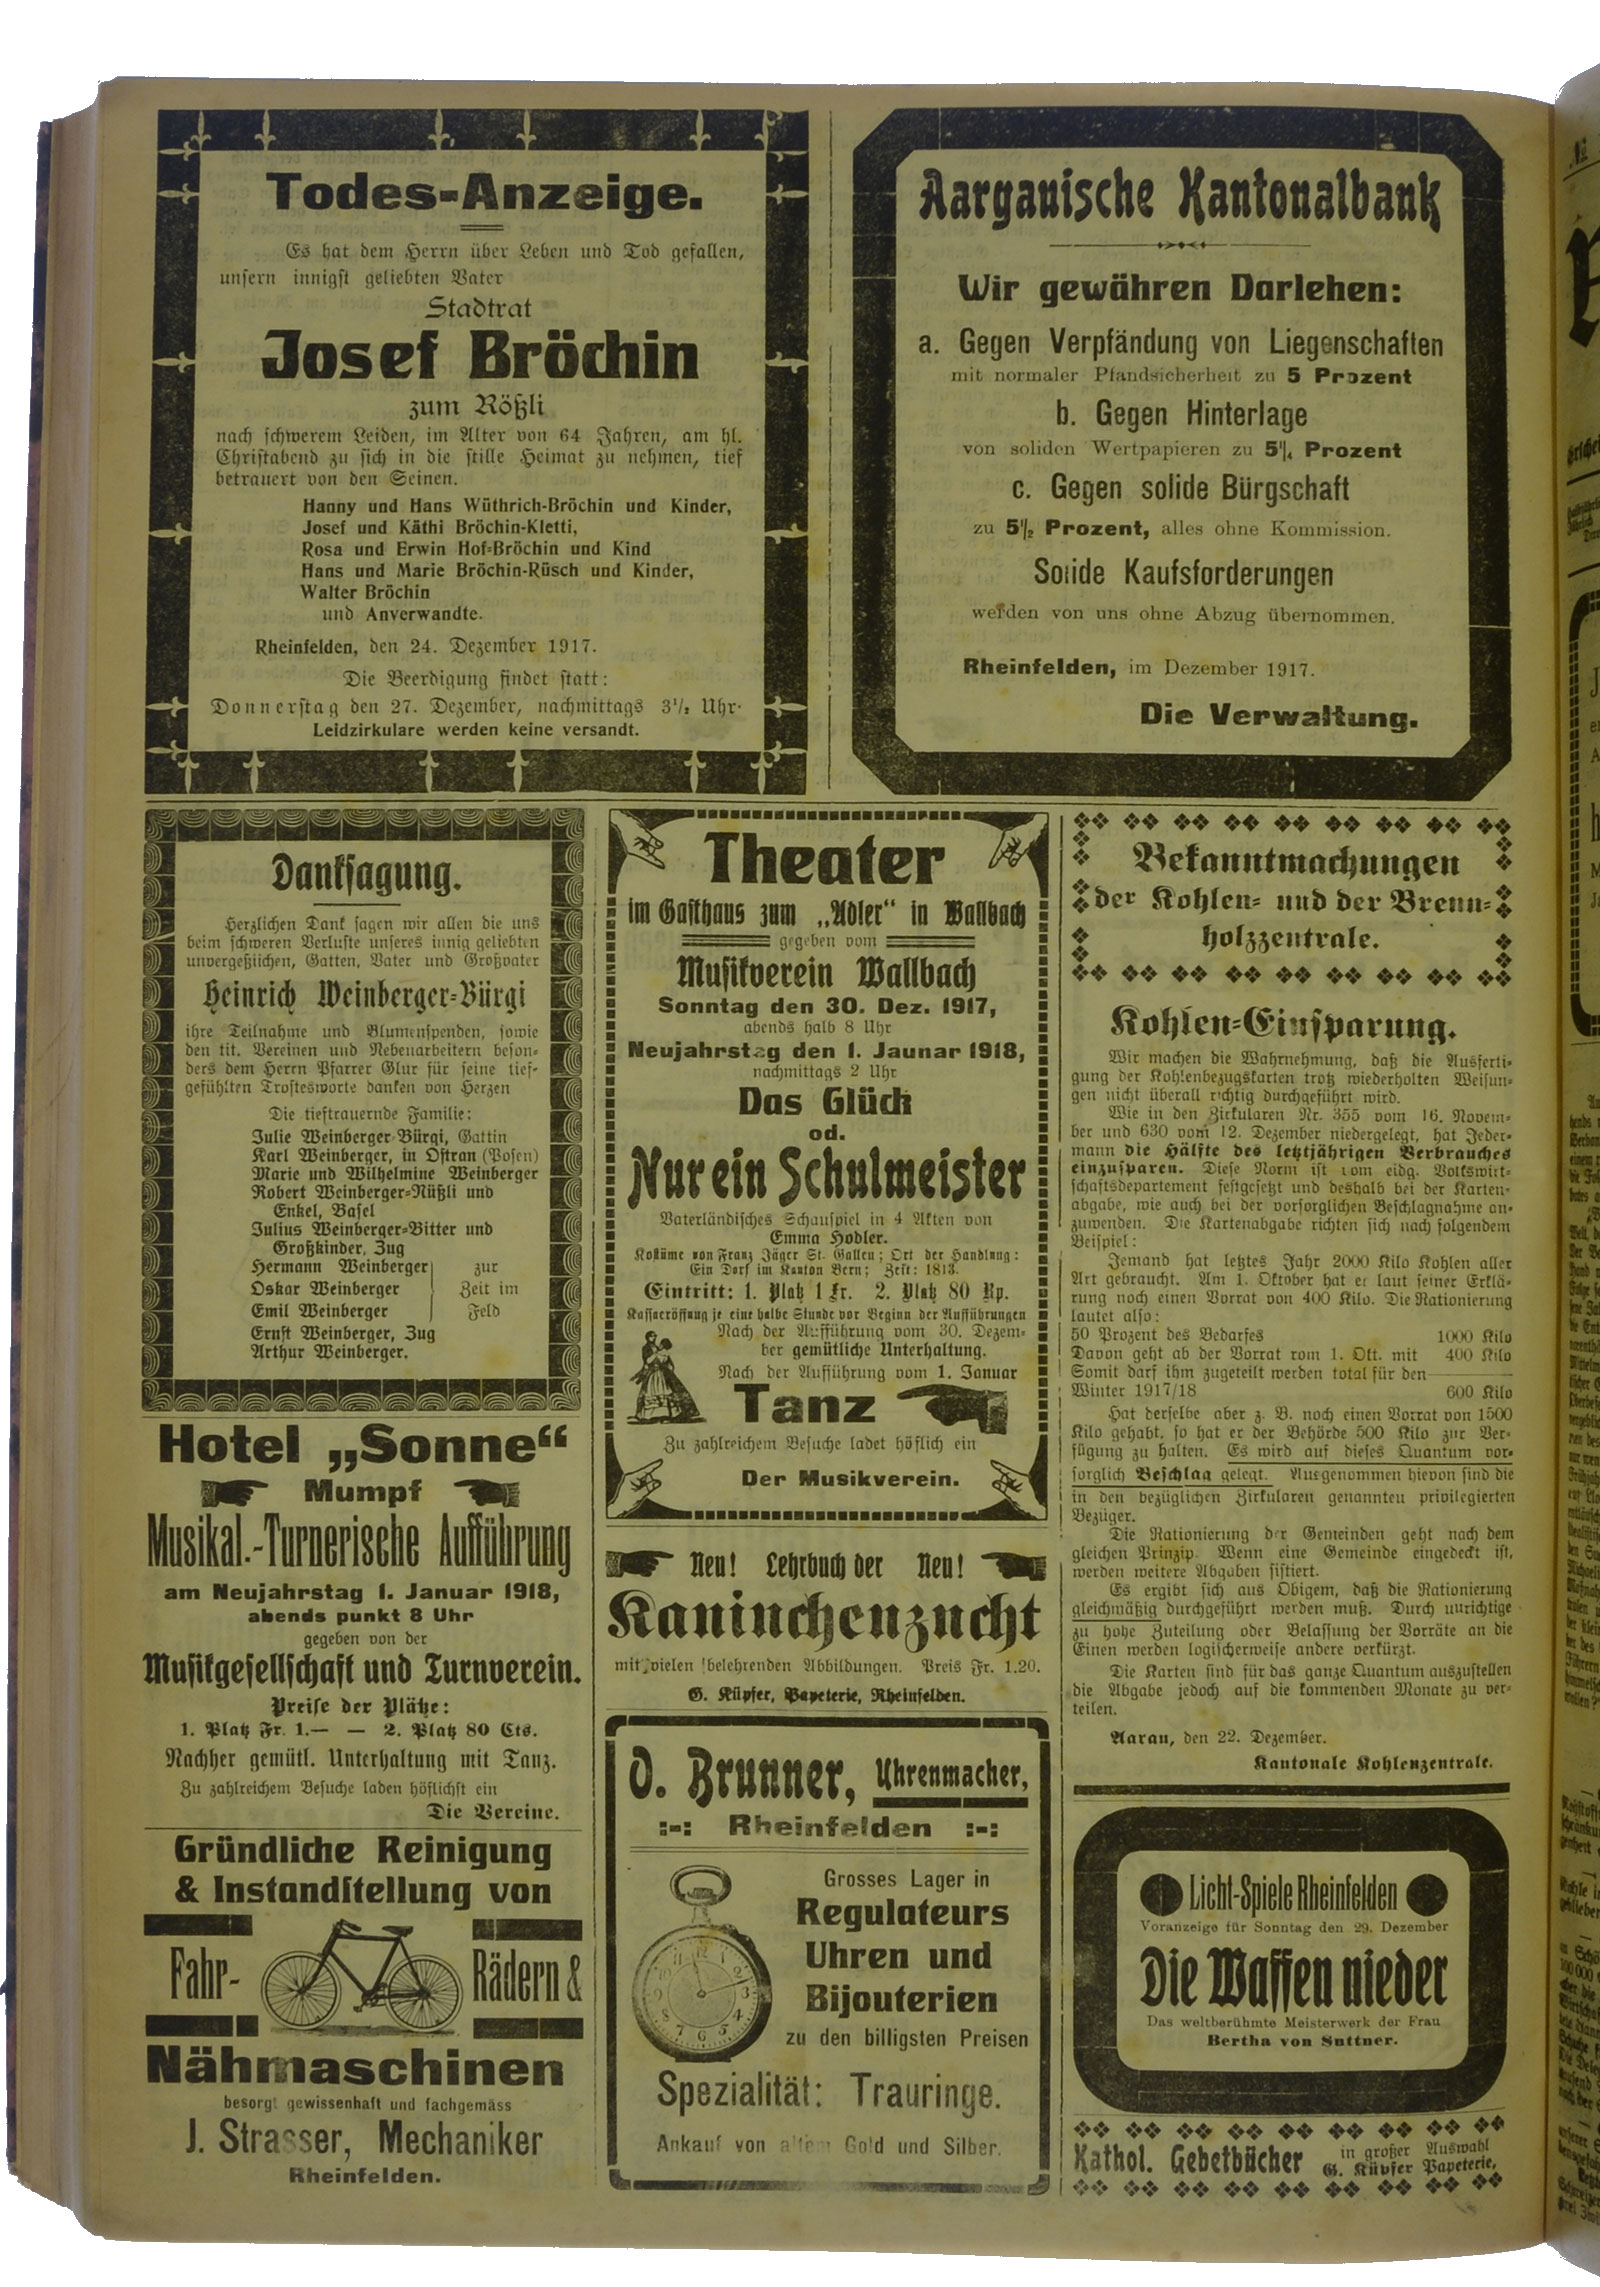 Todes-Anzeige.
Es hat dem Herrn über Leben und Tod gefallen,
unsern innigst geliebten Vater
Stadtrat
Josef Bröchin
zum Rößli
nach schwerem Leiden, im Alter von 64 Jahren, am hl.
Christabend zu sich in die stille Heimat zu nehmen, tief
betrauert von den Seinen.
Hanny und Hans Wüthrich-Bröchin und Kinder,
Josef und Käthi Bröchin-Kletti,
Rosa und Erwin Hof-Bröchin und Kind
Hans und Marie Bröchin-Rüsch und Kinder,
Walter Bröchin
und Anverwandte.
Rheinfelden, den 24. Dezember 1917.
Die Beerdigung findet statt:
Donnerstag den 27. Dezember, nachmittags 3½ Uhr.
Leidzirkulare werden keine versandt.
Aargauische Kantonalbank
Wir gewähren Darlehen:
a. Gegen Verpfändung von Liegenschaften
mit normaler Pfandsicherheit zu 5 Prozent
b. Gegen Hinterlage
von soliden Wertpapieren zu 5¼ Prozent
c. Gegen solide Bürgschaft
zu 5½ Prozent, alles ohne Kommission.
Solide Kaufsforderungen
werden von uns ohne Abzug übernommen.
Rheinfelden, im Dezember 1917.
Die Verwaltung.
Danksagung.
Herzlichen Dank sagen wir allen die uns
beim schweren Verluste unseres innig geliebten
unvergeßlichen, Gatten, Vater und Großvater
Heinrich Weinberger-Bürgi
ihre Teilnahme und Blumenspenden, sowie
den tit. Vereinen und Nebenarbeitern beson-
ders dem Herrn Pfarrer Glur für seine tief-
gefühlten Trostesworte danken von Herzen
Die tieftrauernde Familie:
Julie Weinberger-Bürgi, Gattin
Karl Weinberger, in Ostran (Posen)
Marie und Wilhelmine Weinberger
Robert Weinberger-Nüßli und
Enkel, Basel
Julius Weinberger-Bitter und
Großkinder, Zug
Hermann Weinberger zur
Oskar Weinberger Zeit im
Emil Weinberger Feld
Ernst Weinberger, Zug
Arthur Weinberger.
Hotel „Sonne“
Mumpf
Musikal.-Turnerische Aufführung
am Neujahrstag 1. Januar 1918,
abends punkt 8 Uhr
gegeben von der
Musikgesellschaft und Turnverein.
Preise der Plätze:
1. Platz Fr. 1.— — 2. Platz 80 Cts.
Nachher gemütl. Unterhaltung mit Tanz.
Zu zahlreichem Besuche laden höflichst ein
Die Vereine.
Gründliche Reinigung
& Instandstellung von
Fahr- Rädern &
Nähmaschinen
besorgt gewissenhaft und fachgemäss
J. Strasser, Mechaniker
Rheinfelden.
Theater
im Gasthaus zum „Adler“ in Wallbach
gegeben vom
Musikverein Wallbach
Sonntag den 30. Dez. 1917,
abends halb 8 Uhr
Neujahrstag den 1. Jaunar 1918,
nachmittags 2 Uhr
Das Glück
od.
Nur ein Schulmeister
Vaterländisches Schauspiel in 4 Akten von
Emma Hodler.
Kostüme von Franz Jäger St. Gallen; Ort der Handlung:
Ein Dorf im Kanton Bern; Zeit: 1813.
Eintritt: 1. Platz 1 Fr. 2. Platz 80 Rp.
Kasseröffnung je eine halbe Stunde vor Beginn der Aufführungen
Nach der Aufführung vom 30. Dezem-
ber gemütliche Unterhaltung.
Nach der Aufführung vom 1. Januar
Tanz
Zu zahlreichem Besuche ladet höflich ein
Der Musikverein.
Neu! Lehrbuch der Neu!
Kaninchenzucht
mit vielen belehrenden Abbildungen. Preis Fr. 1.20.
G. Küpfer, Papeterie, Rheinfelden.
O. Brunner, Uhrenmacher,
:-: Rheinfelden :-:
Grosses Lager in
Regulateurs
Uhren und
Bijouterien
zu den billigsten Preisen
Spezialität: Trauringe.
Ankauf von altem Gold und Silber.
Bekanntmachungen
der Kohlen- und der Brenn-
holzzentrale.
Kohlen-Einsparung.
Wir machen die Wahrnehmung, daß die Ausferti-
gung der Kohlenbezugskarten trotz wiederholten Weisun-
gen nicht überall richtig durchgeführt wird.
Wie in den Zirkularen Nr. 355 vom 16. Novem-
ber und 630 vom 12. Dezember niedergelegt, hat Jeder-
mann die Hälfte des letztjährigen Verbrauches
einzusparen. Diese Norm ist vom eidg. Volkswirt-
schaftsdepartement festgesetzt und deshalb bei der Karten-
abgabe, wie auch bei der vorsorglichen Beschlagnahme an-
zuwenden. Die Kartenabgabe richten sich nach folgendem
Beispiel:
Jemand hat letztes Jahr 2000 Kilo Kohlen aller
Art gebraucht. Am 1. Oktober hat er laut seiner Erklä-
rung noch einen Vorrat von 400 Kilo. Die Rationierung
lautet also:
50 Prozent des Bedarfes 1000 Kilo
Davon geht ab der Vorrat vom 1. Okt. mit 400 Kilo
Somit darf ihm zugeteilt werden total für den
Winter 1917/18 600 Kilo
Hat derselbe aber z. B. noch einen Vorrat von 1500
Kilo gehabt, so hat er der Behörde 500 Kilo zur Ver-
fügung zu halten. Es wird auf dieses Quantum vor-
sorglich Beschlag gelegt. Ausgenommen hievon sind die
in den bezüglichen Zirkularen genannten privilegierten
Bezüger.
Die Rationierung der Gemeinden geht nach dem
gleichen Prinzip. Wenn eine Gemeinde eingedeckt ist,
werden weitere Abgaben sistiert.
Es ergibt sich aus Obigem, daß die Rationierung
gleichmäßig durchgeführt werden muß. Durch unrichtige
zu hohe Zuteilung oder Belassung der Vorräte an die
Einen werden logischerweise andere verkürzt.
Die Karten sind für das ganze Quantum auszustellen
die Abgabe jedoch auf die kommenden Monate zu ver-
teilen.
Aarau, den 22. Dezember.
Kantonale Kohlenzentrale.
Licht-Spiele Rheinfelden
Voranzeige für Sonntag den 29. Dezember
Die Waffen nieder
Das weltberühmte Meisterwerk der Frau
Bertha von Suttner.
Kathol. Gebetbücher in großer Auswahl
G. Küpfer Papeterie,